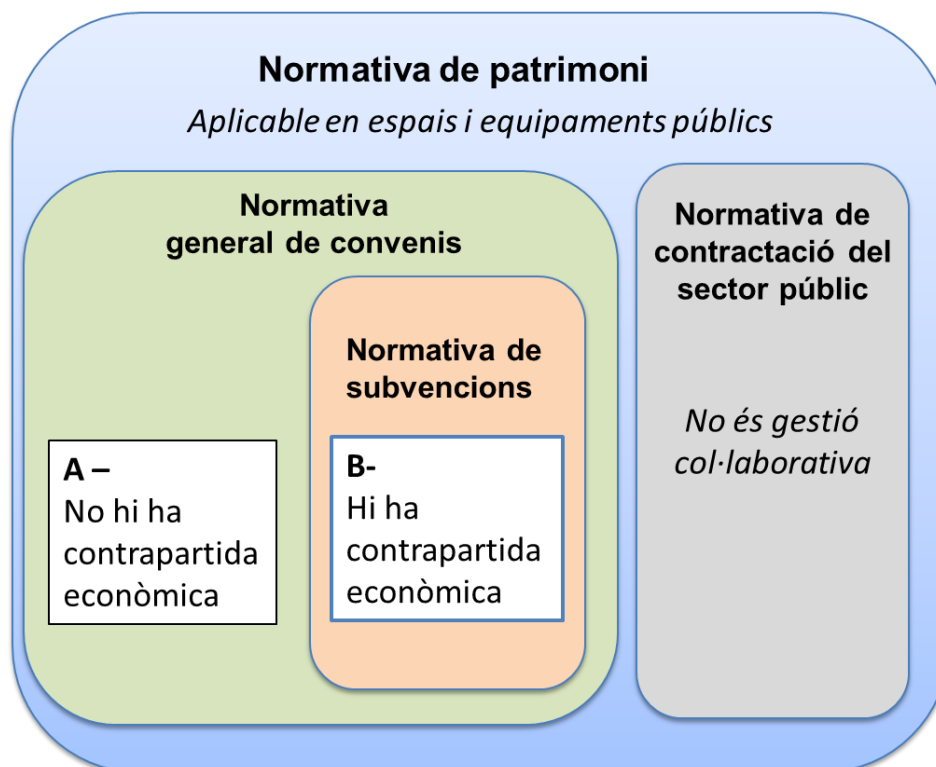 Normativa de patrimoni
Aplicable en espais i equipaments públics
Normativa
general de convenis
Normativa de
subvencions
A –
No hi ha
contrapartida
econòmica
B-
Hi ha
contrapartida
econòmica
Normativa de
contractació del
sector públic
No és gestió
col·laborativa